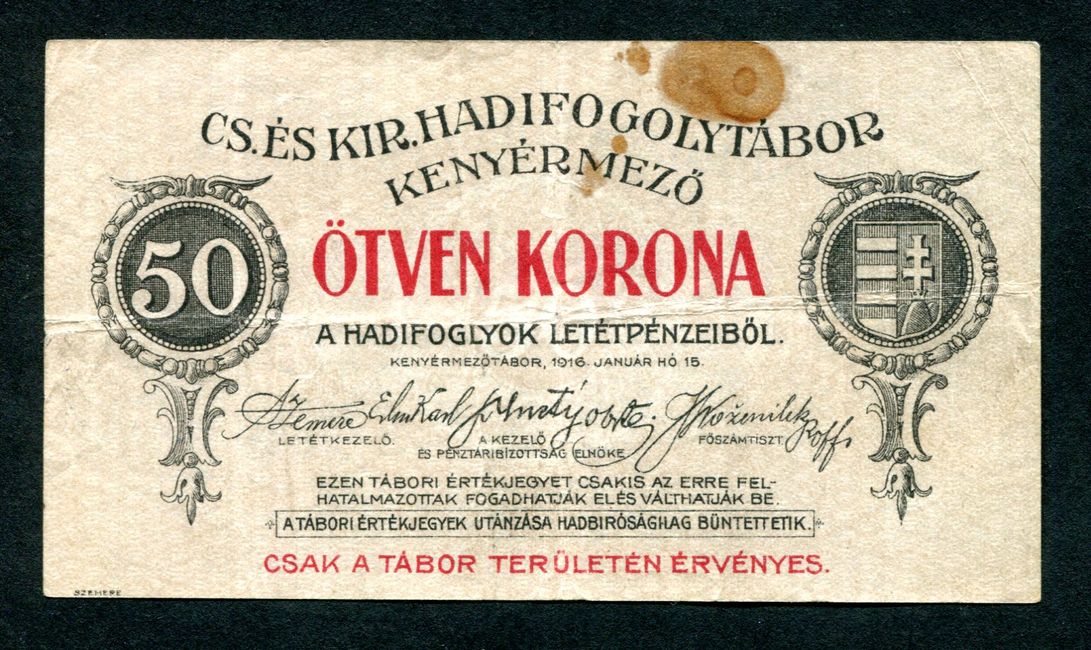 CS. ÉS KIR. HADIFOGOLYTÁBOR
KENYÉRMEZŐ
50
ÖTVEN KORONA
A HADIFOGLYOK LETÉTPÉNZEIBŐL.
KENYÉRMEZŐTÁBOR, 1916. JANUÁR HÓ 15.
Szemere
LETÉTKEZELŐ. A KEZELŐ FŐSZÁMTISZT.
ÉS PÉNZTÁRIBIZOTTSÁG ELNÖKE
EZEN TÁBORI ÉRTÉKJEGYET CSAKIS AZ ERRE FEL-
HATALMAZOTTAK FOGADHATJÁK EL ÉS VÁLTHATJÁK BE.
A TÁBORI ÉRTÉKJEGYEK UTÁNZÁSA HADBIRÓSÁGILAG BÜNTETTETIK.
CSAK A TÁBOR TERÜLETÉN ÉRVÉNYES.
SZEMERE